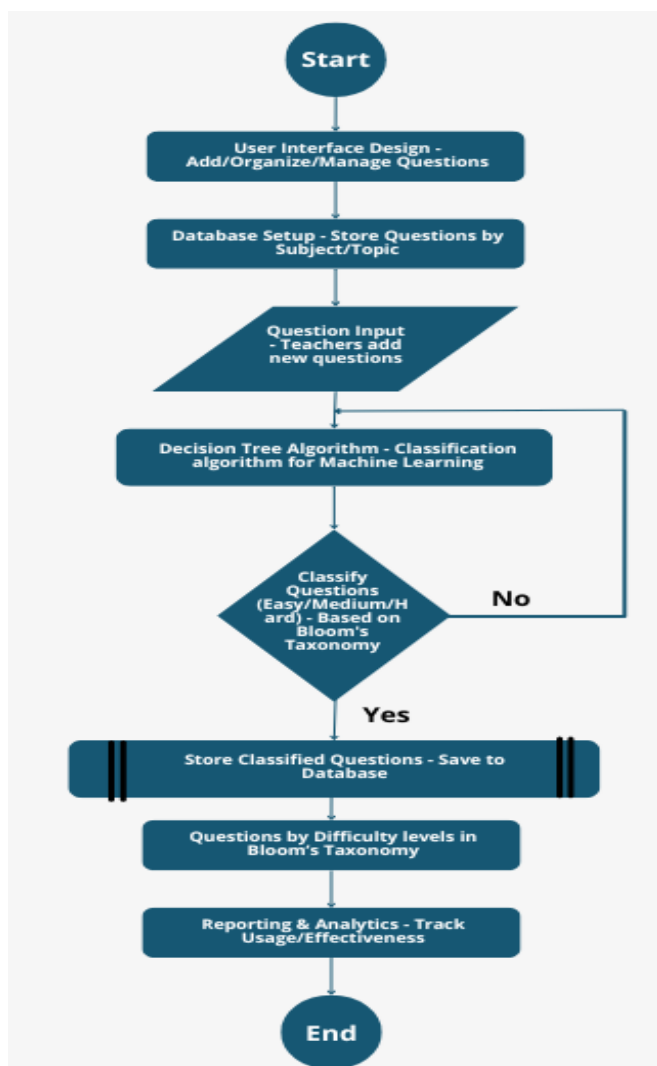 Start
User Interface Design -
Add/Organize/Manage Questions
Database Setup - Store Questions by
Subject/Topic
Question Input
- Teachers add
new questions
Decision Tree Algorithm - Classification
algorithm for Machine Learning
Classify
Questions
(Easy/Medium/H
ard) - Based on
Bloom's
Taxonomy
No
Yes
Store Classified Questions - Save to
Database
Questions by Difficulty levels in
Bloom's Taxonomy
Reporting & Analytics - Track
Usage/Effectiveness
End